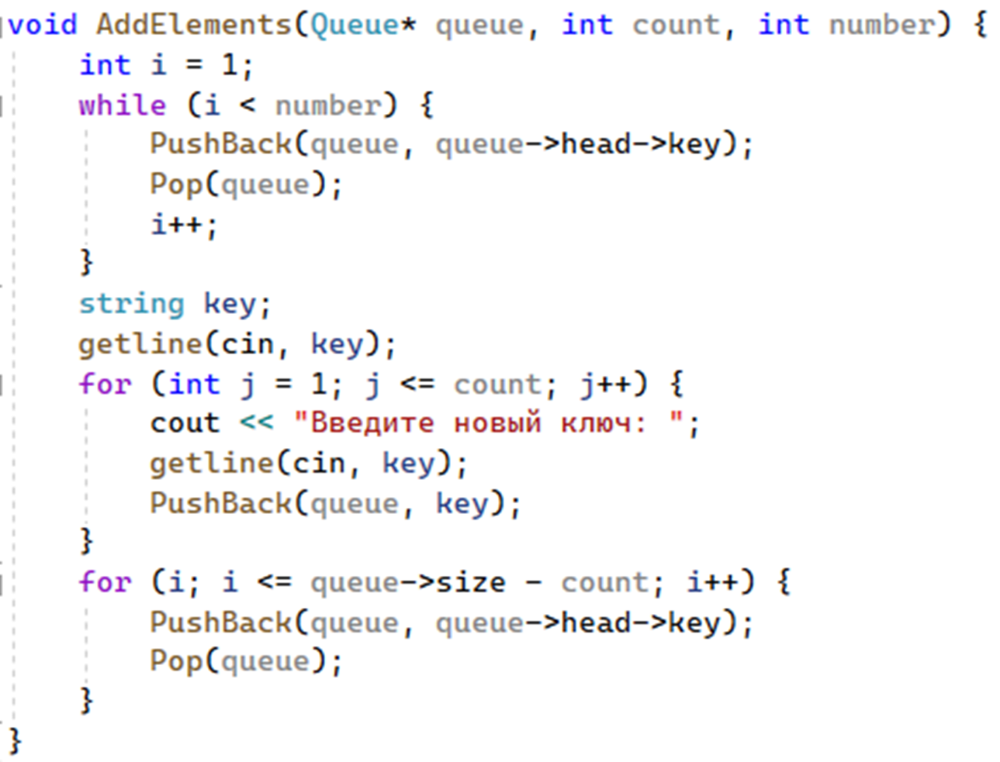 void AddElements(Queue* queue, int count, int number) {
    int i = 1;
    while (i < number) {
        PushBack(queue, queue->head->key);
        Pop(queue);
        i++;
    }
    string key;
    getline(cin, key);
    for (int j = 1; j <= count; j++) {
        cout << "Введите новый ключ: ";
        getline(cin, key);
        PushBack(queue, key);
    }
    for (i; i <= queue->size - count; i++) {
        PushBack(queue, queue->head->key);
        Pop(queue);
    }
}